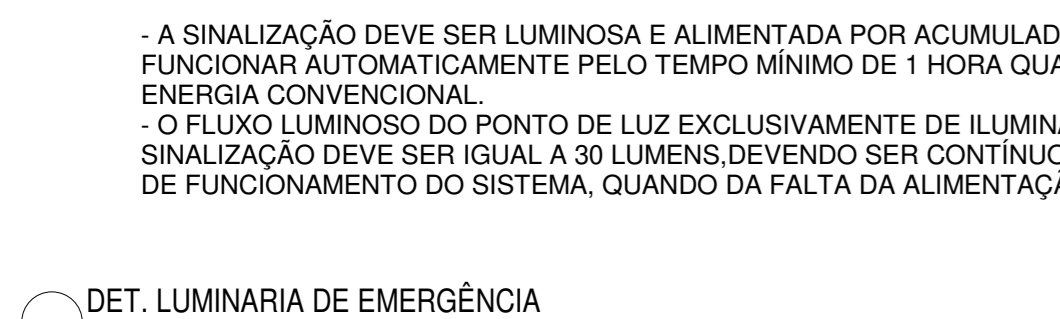 - A SINALIZAÇÃO DEVE SER LUMINOSA E ALIMENTADA POR ACUMULAD
FUNCIONAR AUTOMATICAMENTE PELO TEMPO MÍNIMO DE 1 HORA QUA
ENERGIA CONVENCIONAL.
- O FLUXO LUMINOSO DO PONTO DE LUZ EXCLUSIVAMENTE DE ILUMINA
SINALIZAÇÃO DEVE SER IGUAL A 30 LUMENS,DEVENDO SER CONTÍNUO
DE FUNCIONAMENTO DO SISTEMA, QUANDO DA FALTA DA ALIMENTAÇÃ
DET. LUMINARIA DE EMERGÊNCIA